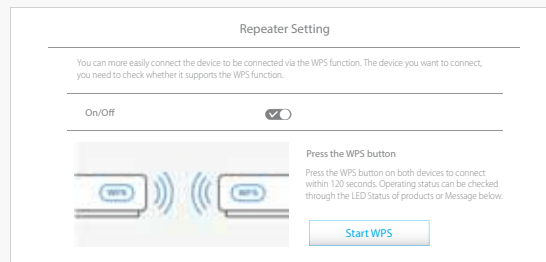 Repeater Setting
You can more easily connect the device to be connected via the WPS function. The device you want to connect,
you need to check whether it supports the WPS function.
On/Off
Press the WPS button
Press the WPS button on both devices to connect
within 120 seconds. Operating status can be checked
through the LED Status of products or Message below.
WPS WPS
Start WPS